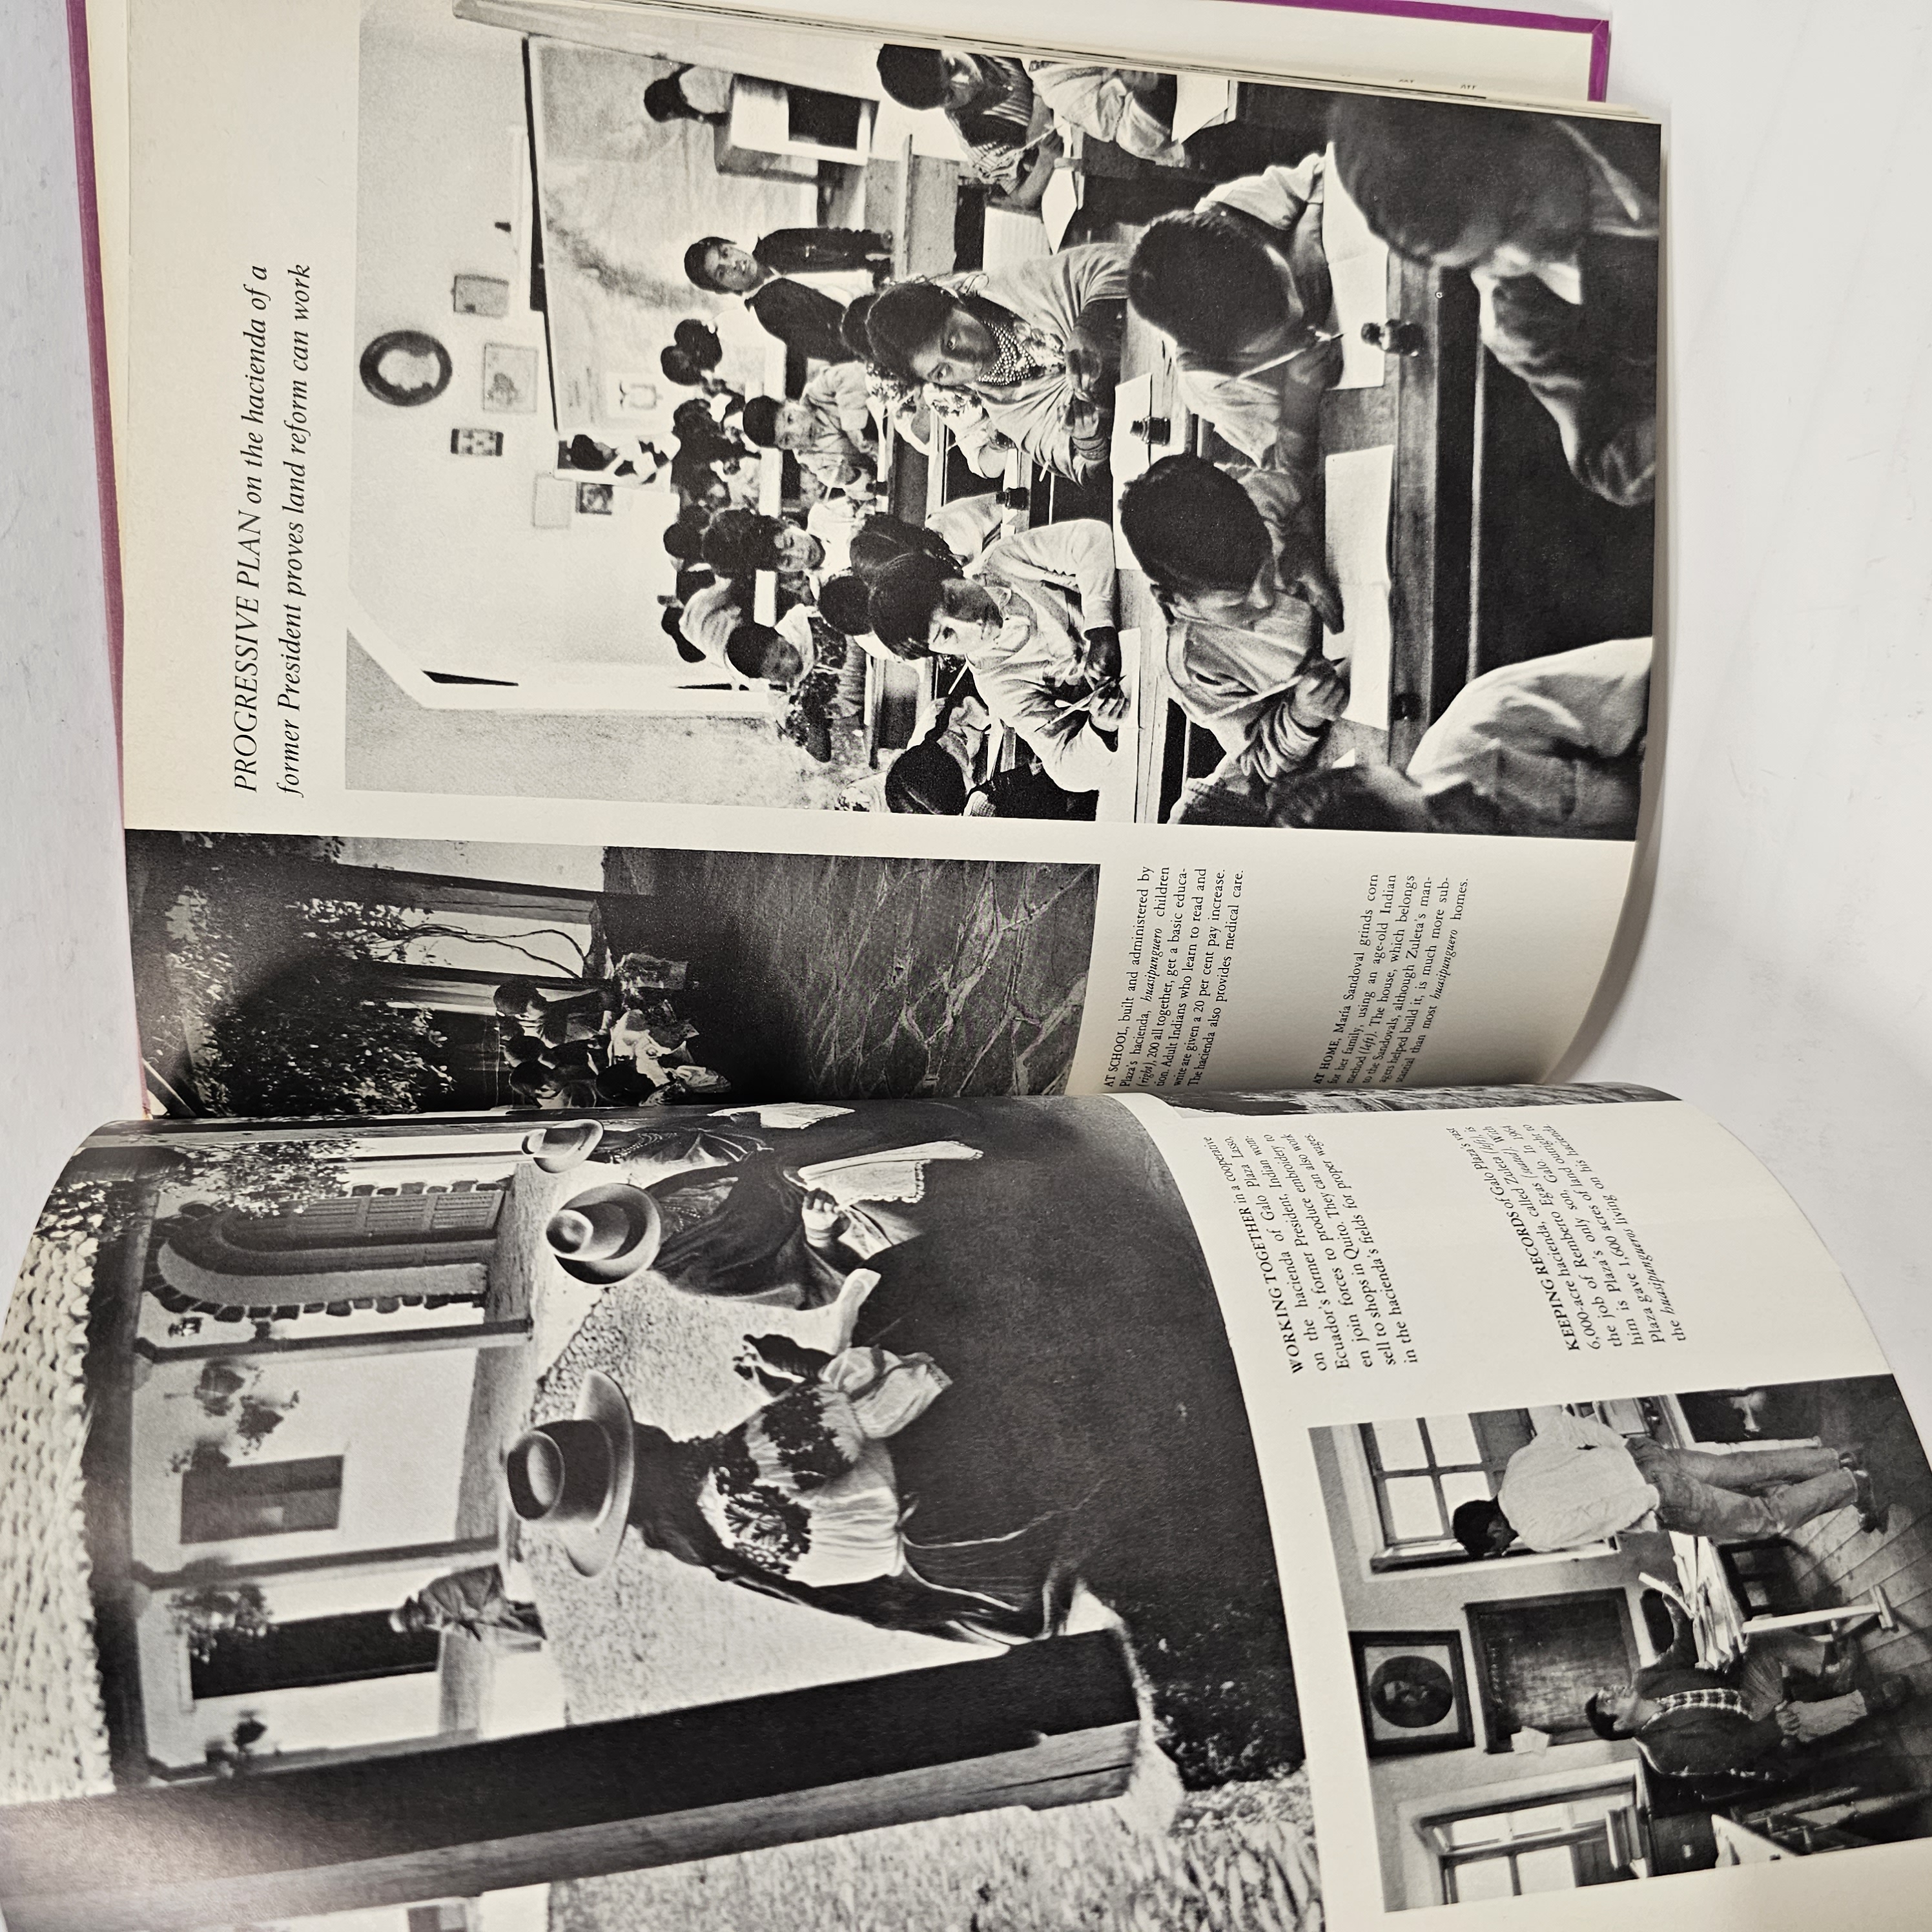 PROGRESSIVE PLAN on the hacienda of a
former President proves land reform can work
WORKING TOGETHER in a cooperative
on the hacienda of Galo Plaza Lasso,
Ecuador's former President, Indian wom-
en join forces to produce embroidery to
sell to shops in Quito. They can also work
in the hacienda's fields for proper wages.
KEEPING RECORDS of Galo Plaza's vast
6,000-acre hacienda, called Zuleta (left), is
the job of Remberto Egas (seated). With
him is Plaza's only son, Galo. In 1964
Plaza gave 1,600 acres of land outright to
the huasipungueros living on his hacienda.
AT SCHOOL, built and administered by
Plaza's hacienda, huasipunguero children
(right), 200 all together, get a basic educa-
tion. Adult Indians who learn to read and
write are given a 20 per cent pay increase.
The hacienda also provides medical care.
AT HOME, María Sandoval grinds corn
for her family, using an age-old Indian
method (left). The house, which belongs
to the Sandovals, although Zuleta's man-
agers helped build it, is much more sub-
stantial than most huasipunguero homes.